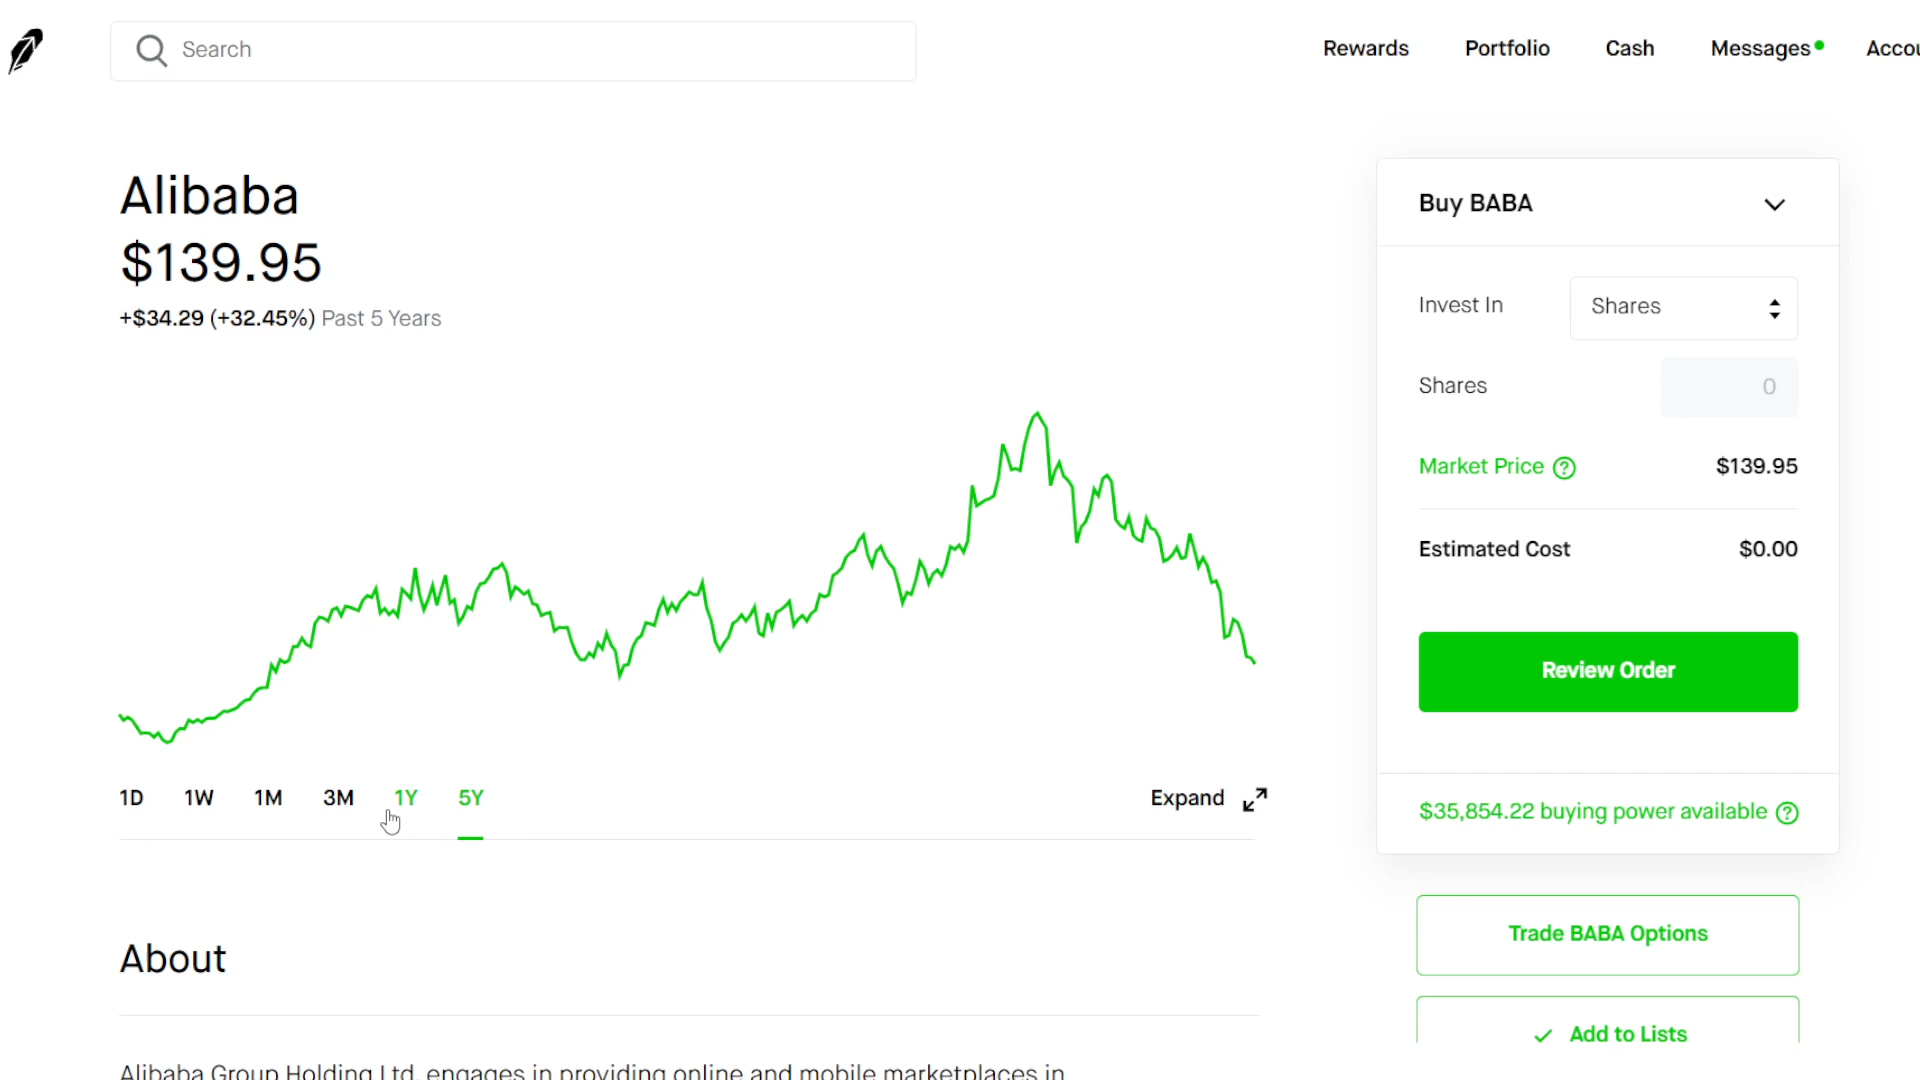 Search
Rewards
Portfolio
Cash
Messages
Accou
Alibaba
$139.95
+$34.29 (+32.45%) Past 5 Years
1D
1W
1M
3M
1Y
5Y
Expand
About
Alibaba Group Holding Ltd. engages in providing online and mobile marketplaces in
Buy BABA
Invest In
Shares
Shares
0
Market Price ?
$139.95
Estimated Cost
$0.00
Review Order
$35,854.22 buying power available ?
Trade BABA Options
Add to Lists